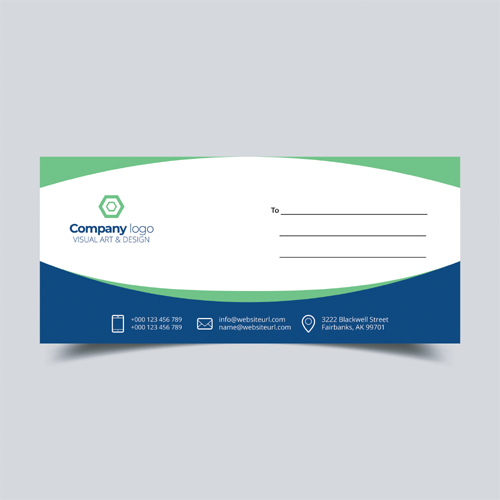 Company logo
VISUAL ART & DESIGN
To
+000 123 456 789
+000 123 456 789
info@websiteurl.com
name@websiteurl.com
3222 Blackwell Street
Fairbanks, AK 99701